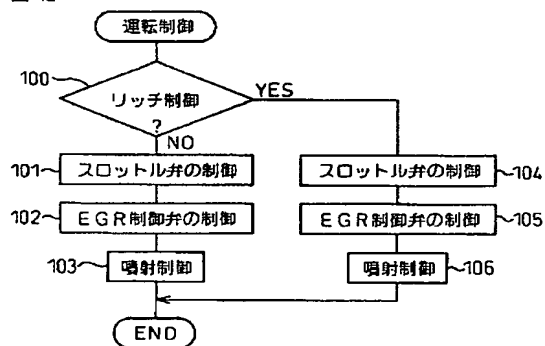 運転制御
100
リッチ制御
?
YES
NO
101
スロットル弁の制御
102
EGR制御弁の制御
103
噴射制御
スロットル弁の制御
104
EGR制御弁の制御
105
噴射制御
106
END